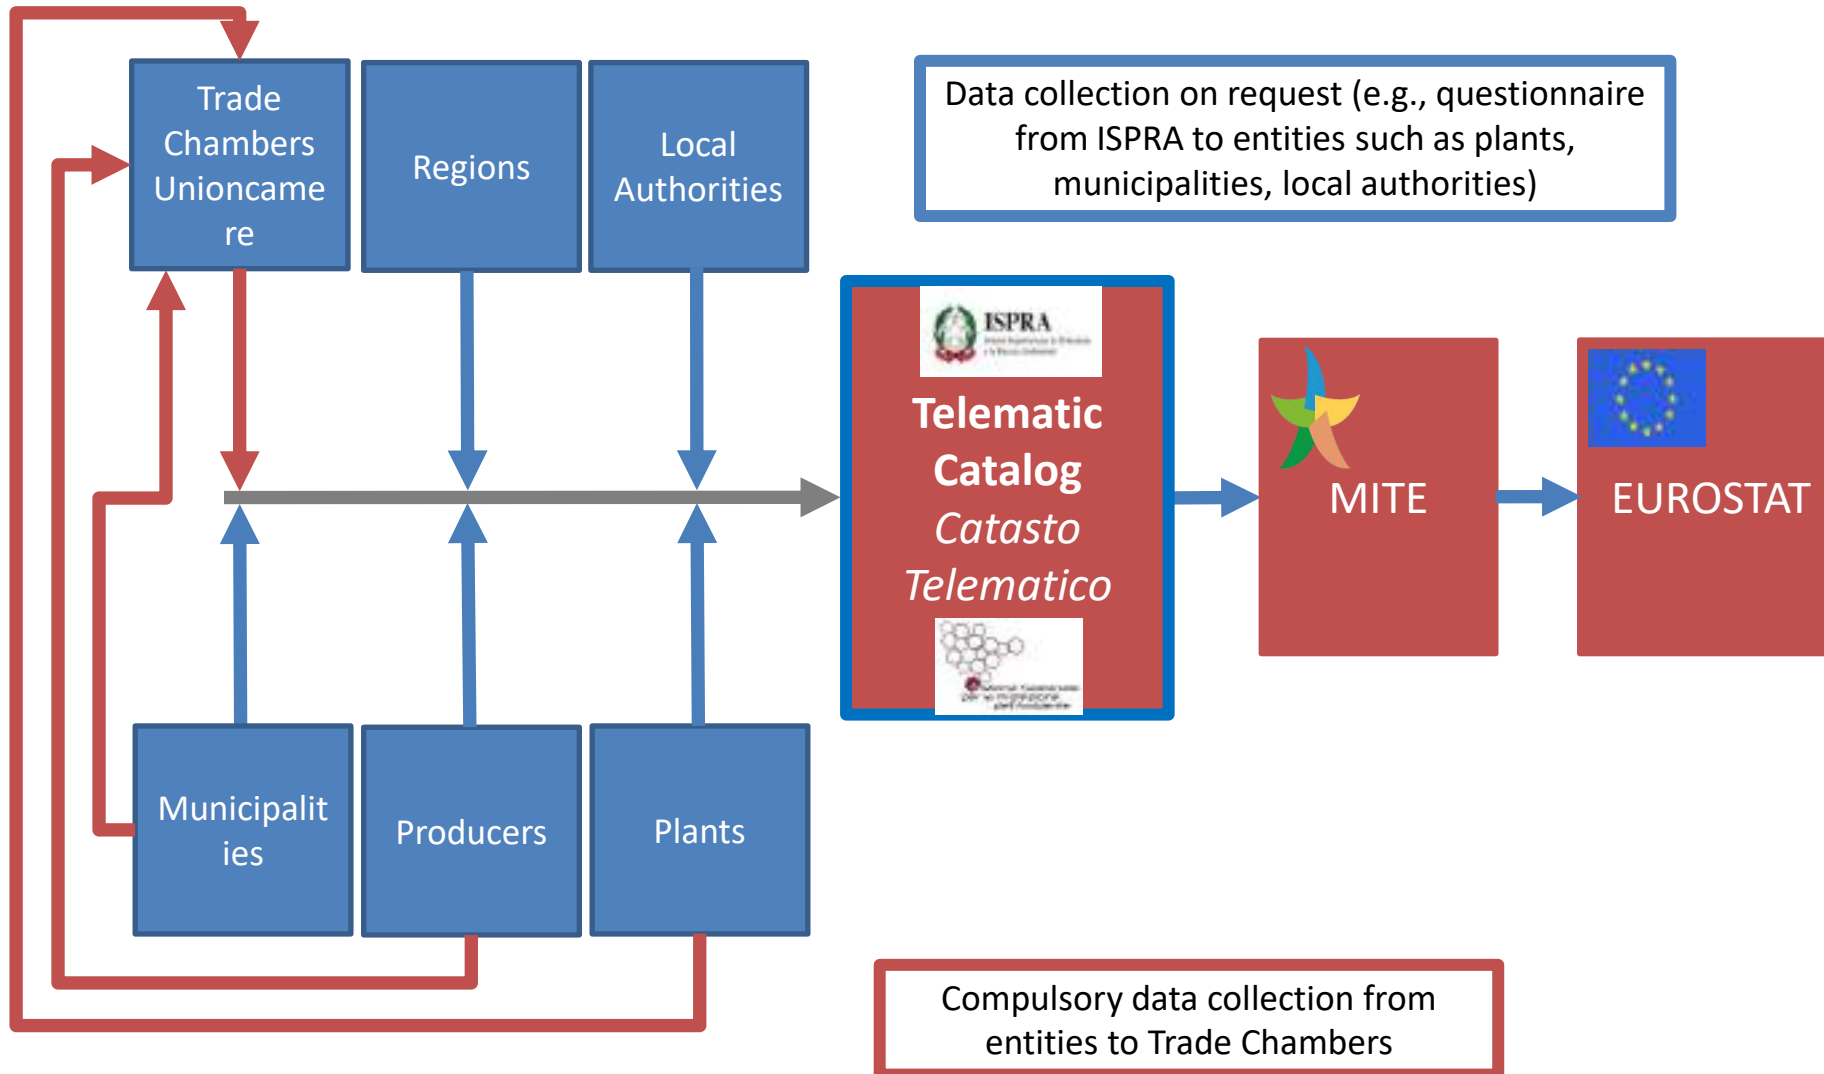 Trade
Chambers
Unioncame
re
Regions
Local
Authorities
Data collection on request (e.g., questionnaire
from ISPRA to entities such as plants,
municipalities, local authorities)
ISPRA
Telematic
Catalog
Catasto
Telematico
MITE
EUROSTAT
Municipalit
ies
Producers
Plants
Compulsory data collection from
entities to Trade Chambers